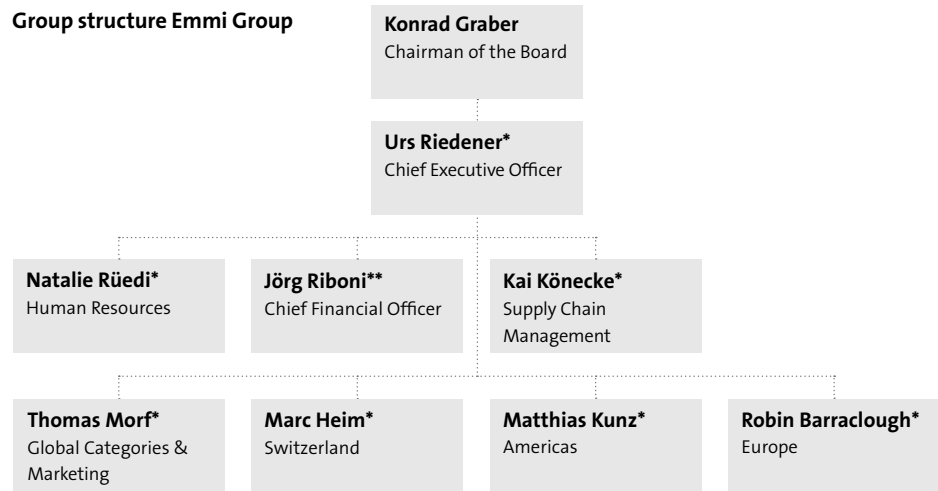 Group structure Emmi Group
Konrad Graber
Chairman of the Board
Urs Riedener*
Chief Executive Officer
Natalie Rüedi*
Human Resources
Jörg Riboni**
Chief Financial Officer
Kai Könecke*
Supply Chain
Management
Thomas Morf*
Global Categories &
Marketing
Marc Heim*
Switzerland
Matthias Kunz*
Americas
Robin Barraclough*
Europe